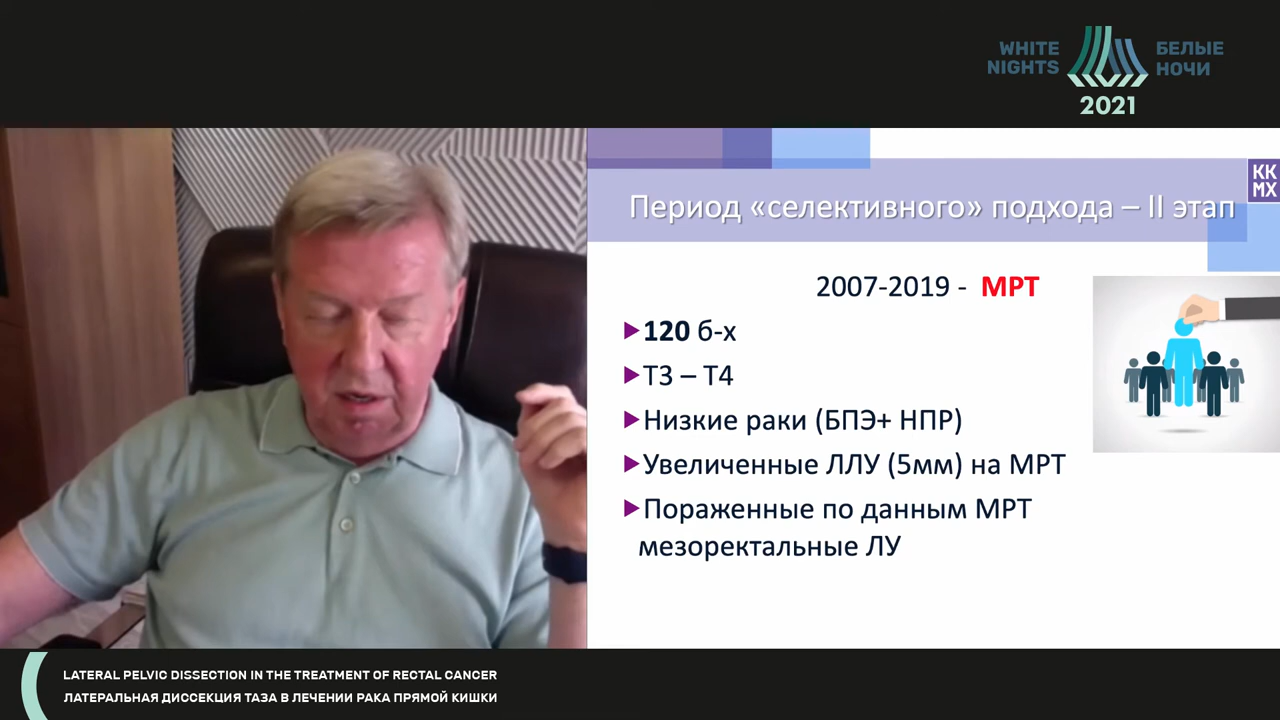 WHITE
NIGHTS
БЕЛЫЕ
НОЧИ
2021
КК
МХ
Период «селективного» подхода – II этап
2007-2019 - МРТ
120 б-х
Т3 – Т4
Низкие раки (БПЭ+ НПР)
Увеличенные ЛЛУ (5мм) на МРТ
Пораженные по данным МРТ
мезоректальные ЛУ
LATERAL PELVIC DISSECTION IN THE TREATMENT OF RECTAL CANCER
ЛАТЕРАЛЬНАЯ ДИССЕКЦИЯ ТАЗА В ЛЕЧЕНИИ РАКА ПРЯМОЙ КИШКИ